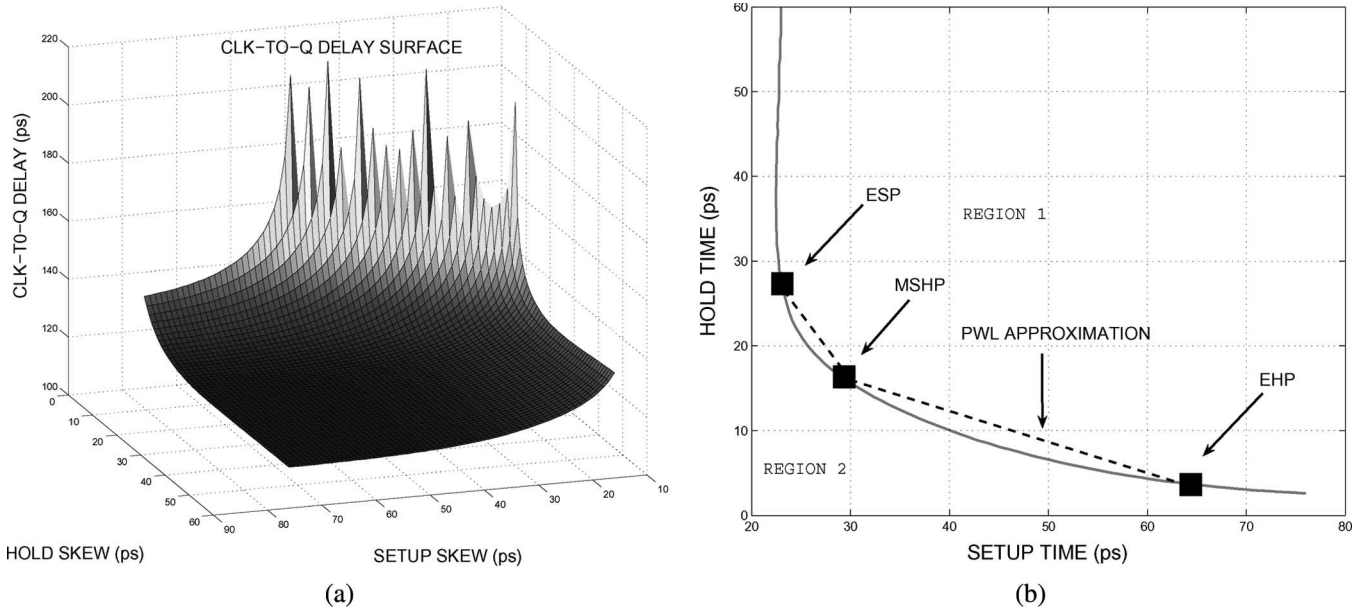 CLK−TO−Q DELAY SURFACE
CLK−T0−Q DELAY (ps)
220
200
180
160
140
120
100
0
10
20
30
40
50
60
90
80
70
60
50
40
30
20
10
HOLD SKEW (ps)
SETUP SKEW (ps)
(a)
60
50
40
30
20
10
0
HOLD TIME (ps)
ESP
REGION 1
MSHP
PWL APPROXIMATION
EHP
REGION 2
20
30
40
50
60
70
80
SETUP TIME (ps)
(b)